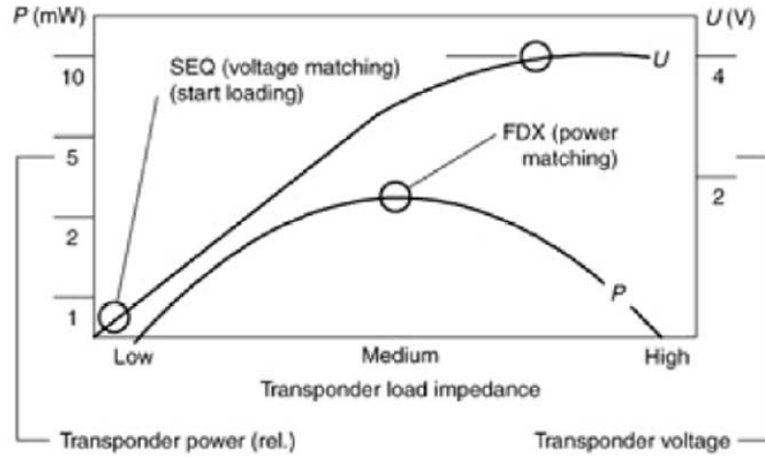 P (mW)
U (V)
10
5
2
1
4
2
SEQ (voltage matching)
(start loading)
U
FDX (power
matching)
P
Low
Medium
High
Transponder load impedance
Transponder power (rel.)
Transponder voltage